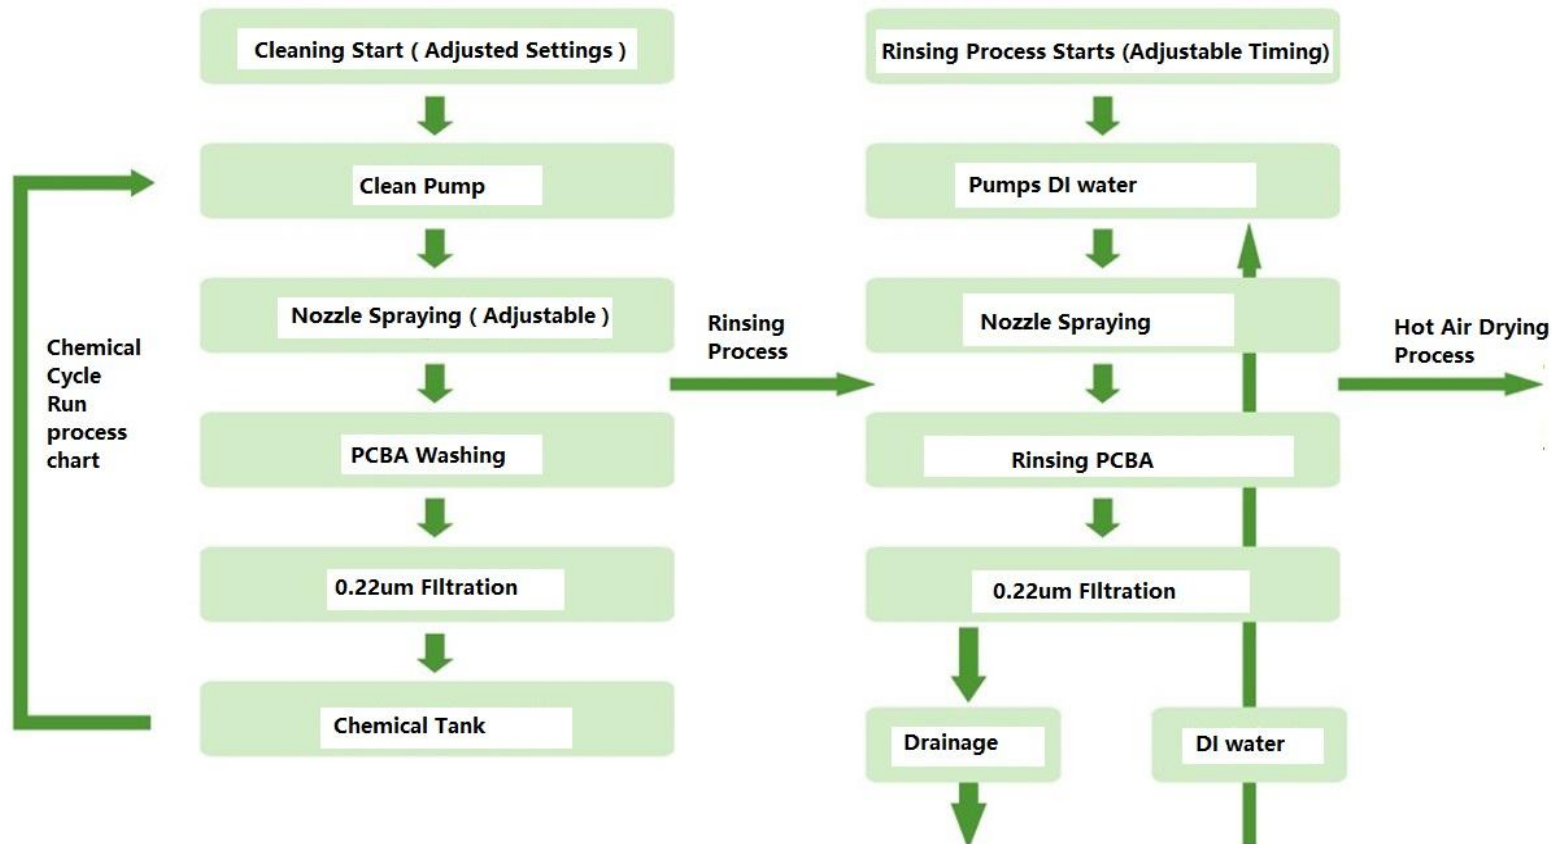 Cleaning Start ( Adjusted Settings )
Clean Pump
Nozzle Spraying ( Adjustable )
PCBA Washing
0.22um FIltration
Chemical Tank
Chemical
Cycle
Run
process
chart
Rinsing
Process
Rinsing Process Starts (Adjustable Timing)
Pumps DI water
Nozzle Spraying
Rinsing PCBA
0.22um FIltration
Drainage
DI water
Hot Air Drying
Process